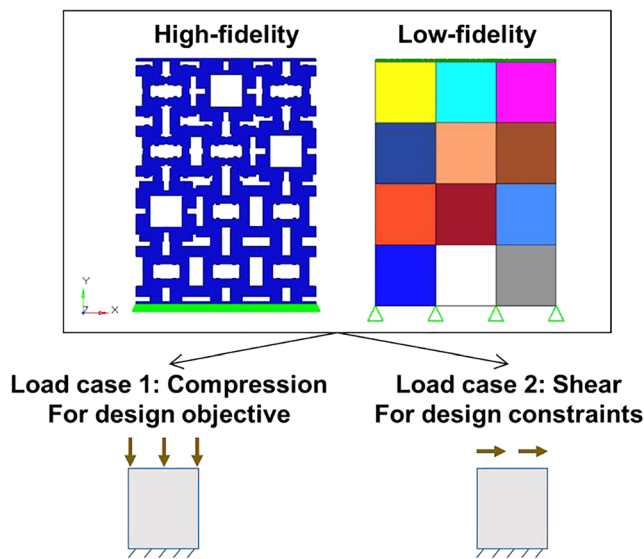 High-fidelity
Low-fidelity
Y
Z
X
Load case 1: Compression
For design objective
Load case 2: Shear
For design constraints